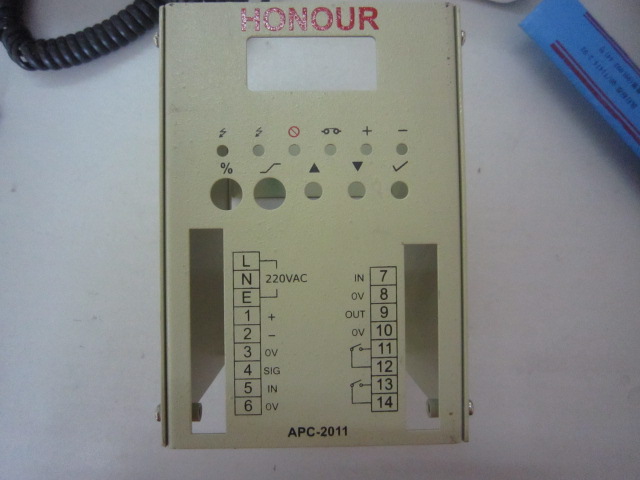 HONOUR
+ −
%
L
N 220VAC
E
1 +
2 −
3 0V
4 SIG
5 IN
6 0V
IN 7
0V 8
OUT 9
0V 10
11
12
13
14
APC-2011